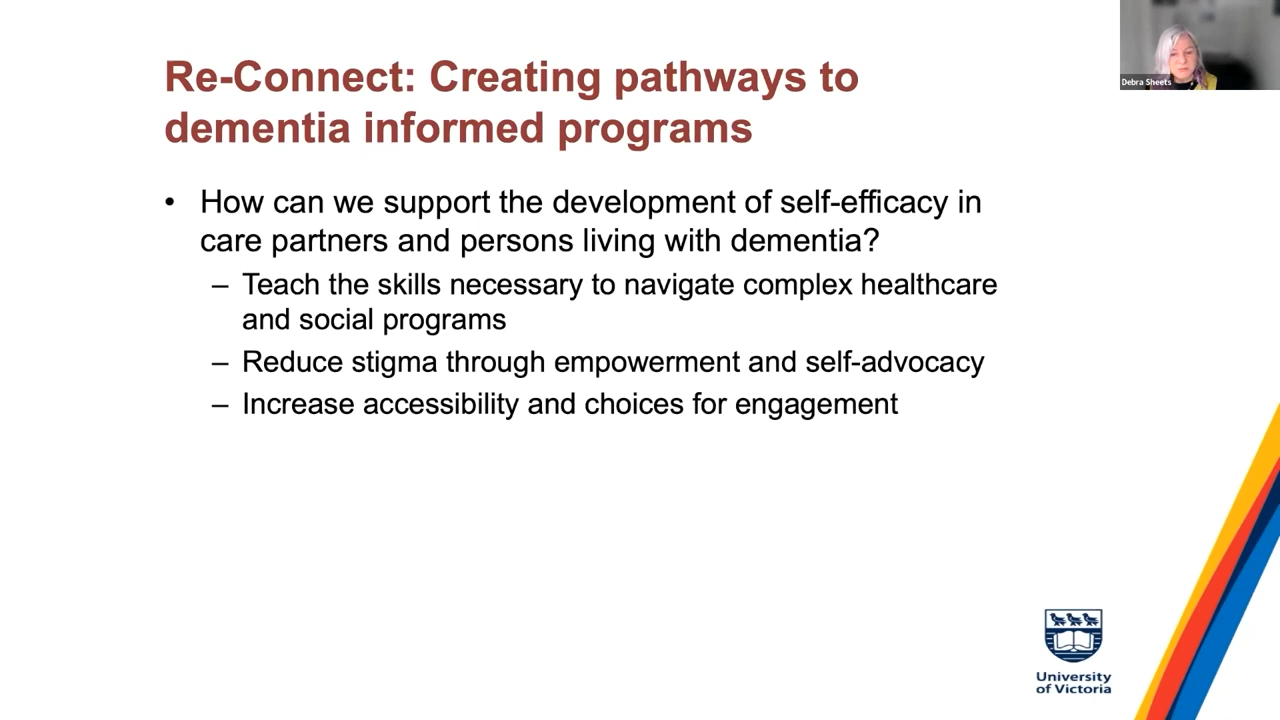 Re-Connect: Creating pathways to
dementia informed programs
• How can we support the development of self-efficacy in
care partners and persons living with dementia?
– Teach the skills necessary to navigate complex healthcare
and social programs
– Reduce stigma through empowerment and self-advocacy
– Increase accessibility and choices for engagement
Debra Sheets
University
of Victoria